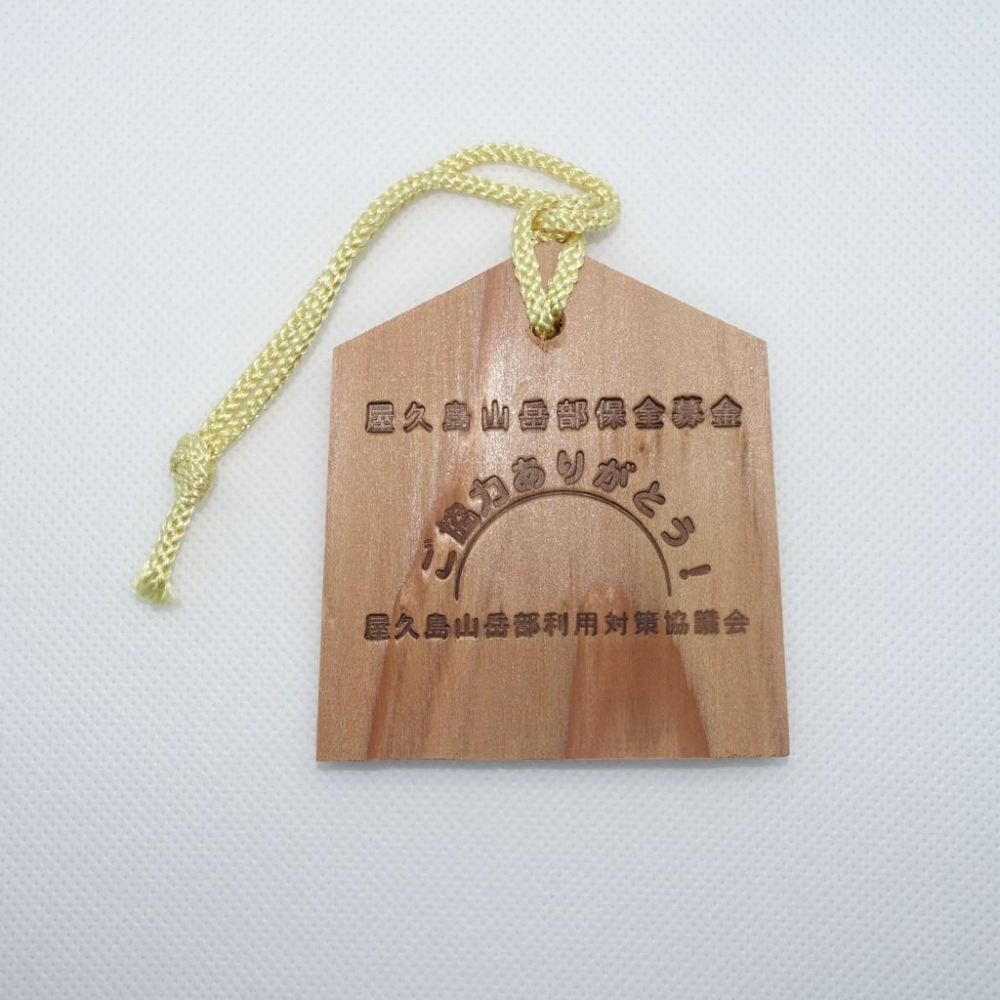 屋久島山岳部保全募金
ご協力ありがとう!
屋久島山岳部利用対策協議会